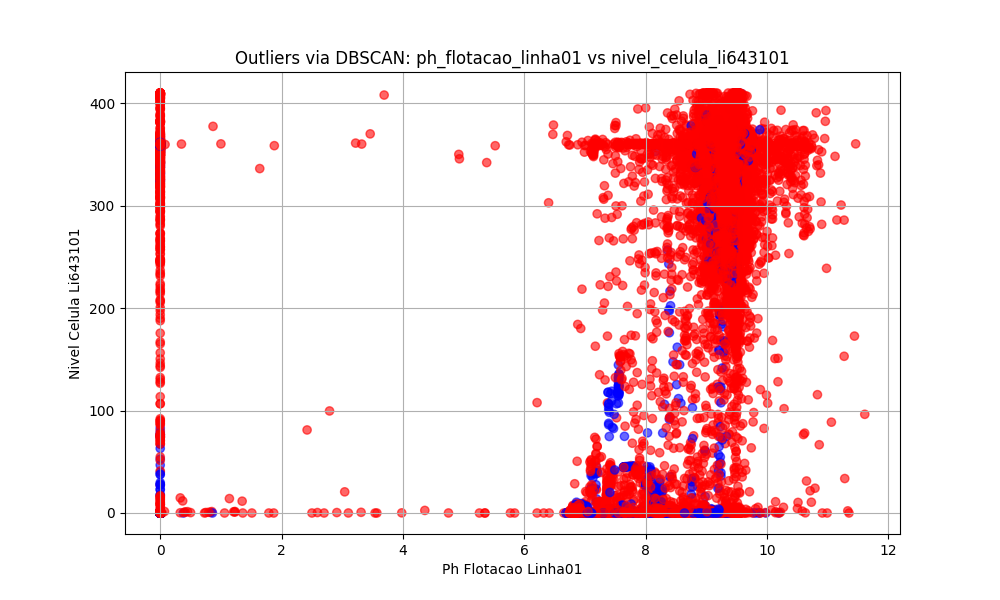 Outliers via DBSCAN: ph_flotacao_linha01 vs nivel_celula_li643101
400
300
200
100
0
Nivel Celula Li643101
0 2 4 6 8 10 12
Ph Flotacao Linha01